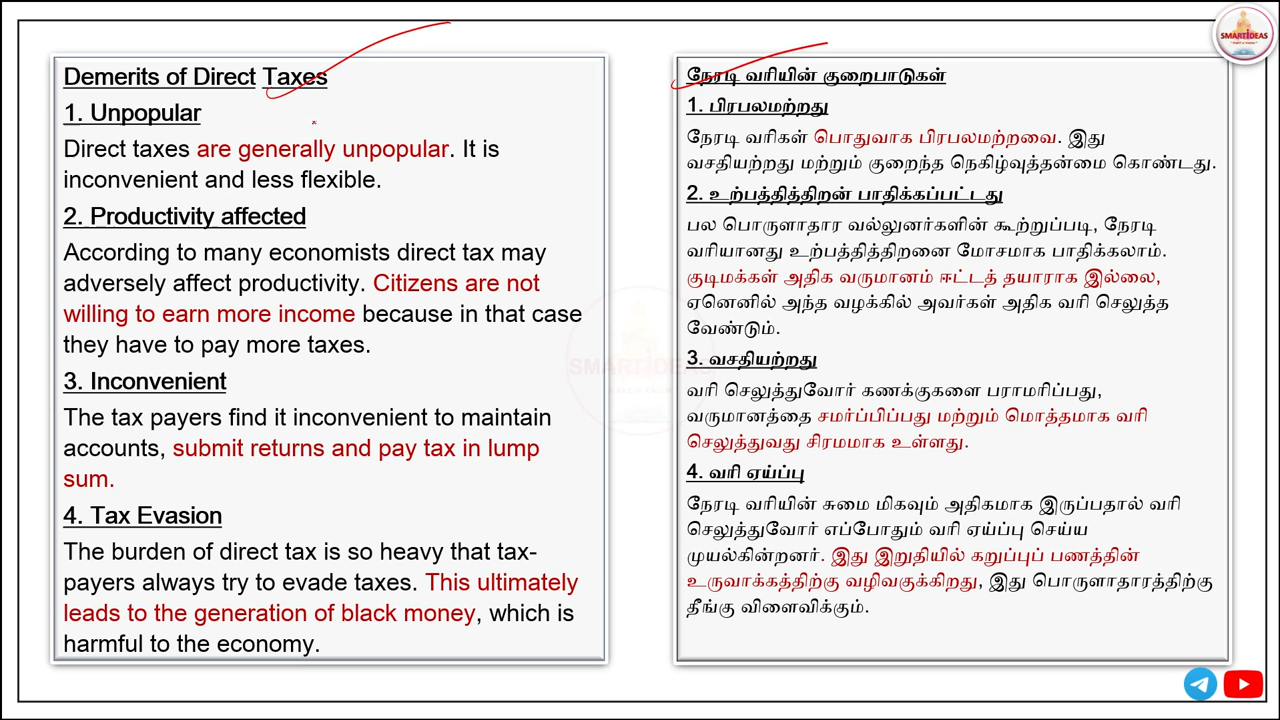 SMARTIDEAS
Demerits of Direct Taxes
1. Unpopular
Direct taxes are generally unpopular. It is
inconvenient and less flexible.
2. Productivity affected
According to many economists direct tax may
adversely affect productivity. Citizens are not
willing to earn more income because in that case
they have to pay more taxes.
3. Inconvenient
The tax payers find it inconvenient to maintain
accounts, submit returns and pay tax in lump
sum.
4. Tax Evasion
The burden of direct tax is so heavy that tax-
payers always try to evade taxes. This ultimately
leads to the generation of black money, which is
harmful to the economy.
நேரடி வரியின் குறைபாடுகள்
1. பிரபலமற்றது
நேரடி வரிகள் பொதுவாக பிரபலமற்றவை. இது
வசதியற்றது மற்றும் குறைந்த நெகிழ்வுத்தன்மை கொண்டது.
2. உற்பத்தித்திறன் பாதிக்கப்பட்டது
பல பொருளாதார வல்லுனர்களின் கூற்றுப்படி, நேரடி
வரியானது உற்பத்தித்திறனை மோசமாக பாதிக்கலாம்.
குடிமக்கள் அதிக வருமானம் ஈட்டத் தயாராக இல்லை,
ஏனெனில் அந்த வழக்கில் அவர்கள் அதிக வரி செலுத்த
வேண்டும்.
3. வசதியற்றது
வரி செலுத்துவோர் கணக்குகளை பராமரிப்பது,
வருமானத்தை சமர்ப்பிப்பது மற்றும் மொத்தமாக வரி
செலுத்துவது சிரமமாக உள்ளது.
4. வரி ஏய்ப்பு
நேரடி வரியின் சுமை மிகவும் அதிகமாக இருப்பதால் வரி
செலுத்துவோர் எப்போதும் வரி ஏய்ப்பு செய்ய
முயல்கின்றனர். இது இறுதியில் கறுப்புப் பணத்தின்
உருவாக்கத்திற்கு வழிவகுக்கிறது, இது பொருளாதாரத்திற்கு
தீங்கு விளைவிக்கும்.
SMARTIDEAS